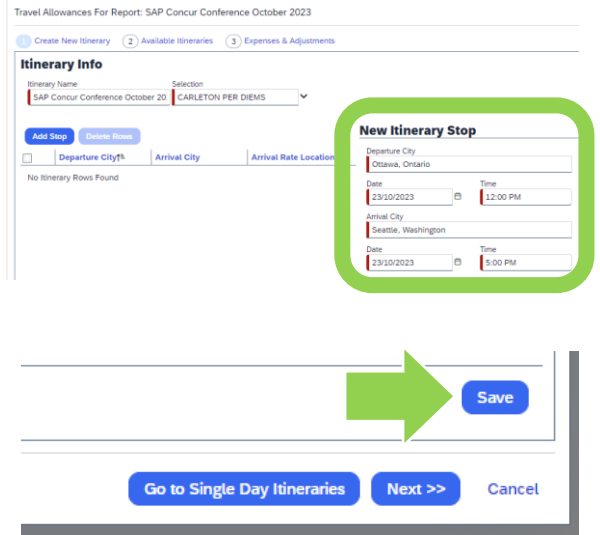 Travel Allowances For Report: SAP Concur Conference October 2023
1 Create New Itinerary 2 Available Itineraries 3 Expenses & Adjustments
Itinerary Info
Itinerary Name Selection
SAP Concur Conference October 20 CARLETON PER DIEMS
Add Stop Delete Rows
Departure City Arrival City Arrival Rate Location
No Itinerary Rows Found
New Itinerary Stop
Departure City
Ottawa, Ontario
Date Time
23/10/2023 12:00 PM
Arrival City
Seattle, Washington
Date Time
23/10/2023 5:00 PM
Save
Go to Single Day Itineraries Next >> Cancel